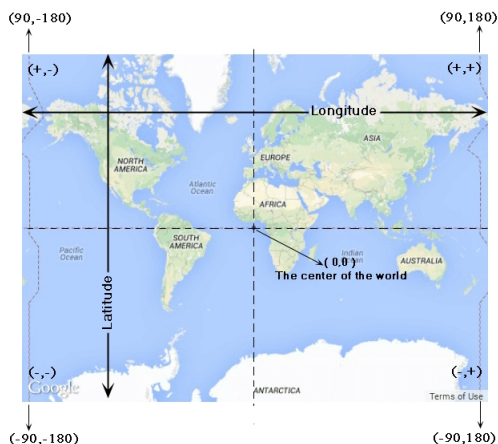 (90,-180)
(90,180)
(+,-)
(+,+)
Longitude
ASIA
NORTH
AMERICA
EUROPE
Atlantic
Ocean
AFRICA
SOUTH
AMERICA
Pacific
Ocean
Indian
Ocean
( 0,0 )
AUSTRALIA
The center of the world
Latitude
(-,-)
(-,+)
Google
ANTARCTICA
Terms of Use
(-90,-180)
(-90,180)